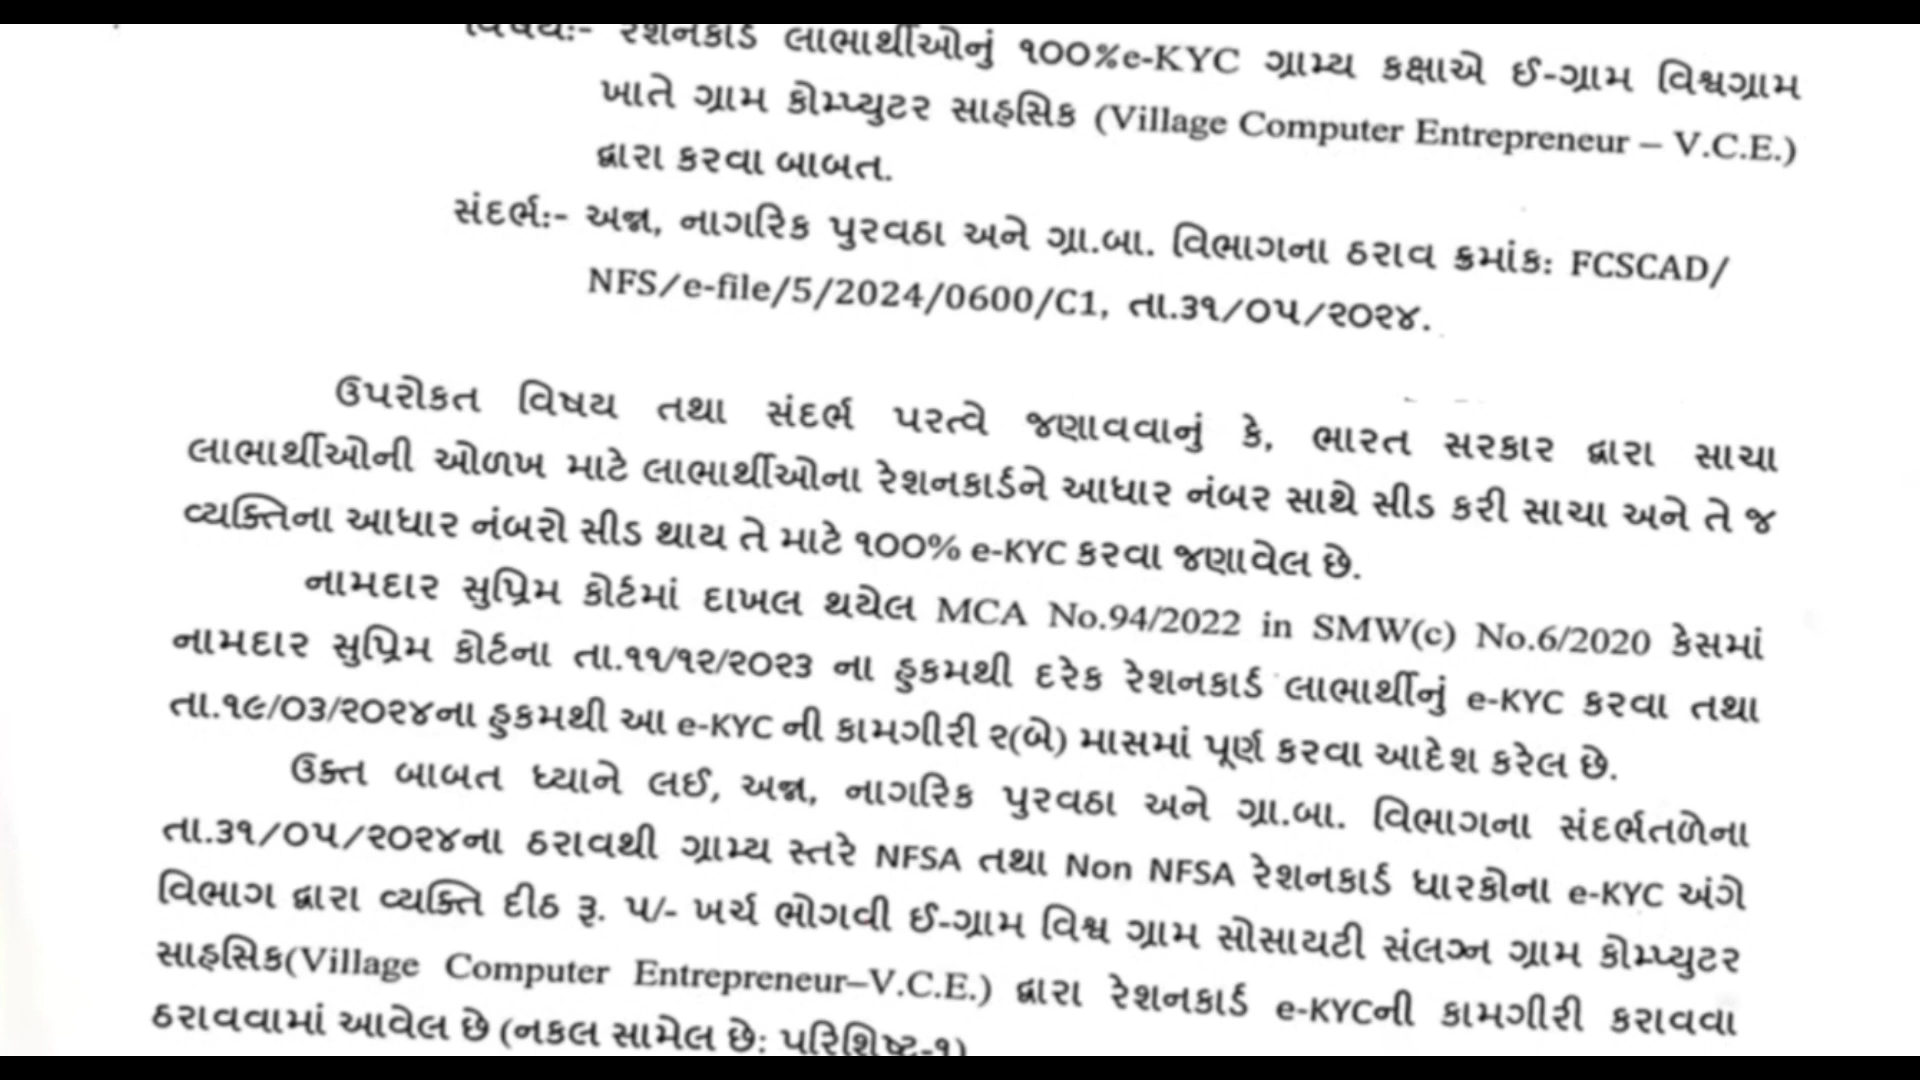 વિષય:- રેશનકાર્ડ લાભાર્થીઓનું ૧૦૦%e-KYC ગ્રામ્ય કક્ષાએ ઈ-ગ્રામ વિશ્વગ્રામ
ખાતે ગ્રામ કોમ્પ્યુટર સાહસિક (Village Computer Entrepreneur – V.C.E.)
દ્વારા કરવા બાબત.
સંદર્ભ:- અન્ન, નાગરિક પુરવઠા અને ગ્રા.બા. વિભાગના ઠરાવ ક્રમાંક: FCSCAD/
NFS/e-file/5/2024/0600/C1, તા.૩૧/૦૫/૨૦૨૪.
ઉપરોકત વિષય તથા સંદર્ભ પરત્વે જણાવવાનું કે, ભારત સરકાર દ્વારા સાચા
લાભાર્થીઓની ઓળખ માટે લાભાર્થીઓના રેશનકાર્ડને આધાર નંબર સાથે સીડ કરી સાચા અને તે જ
વ્યક્તિના આધાર નંબરો સીડ થાય તે માટે ૧૦૦% e-KYC કરવા જણાવેલ છે.
નામદાર સુપ્રિમ કોર્ટમાં દાખલ થયેલ MCA No.94/2022 in SMW(c) No.6/2020 કેસમાં
નામદાર સુપ્રિમ કોર્ટના તા.૧૧/૧૨/૨૦૨૩ ના હુકમથી દરેક રેશનકાર્ડ લાભાર્થીનું e-KYC કરવા તથા
તા.૧૯/૦૩/૨૦૨૪ના હુકમથી આ e-KYC ની કામગીરી ૨(બે) માસમાં પૂર્ણ કરવા આદેશ કરેલ છે.
ઉક્ત બાબત ધ્યાને લઈ, અન્ન, નાગરિક પુરવઠા અને ગ્રા.બા. વિભાગના સંદર્ભતળેના
તા.૩૧/૦૫/૨૦૨૪ના ઠરાવથી ગ્રામ્ય સ્તરે NFSA તથા Non NFSA રેશનકાર્ડ ધારકોના e-KYC અંગે
વિભાગ દ્વારા વ્યક્તિ દીઠ રૂ. ૫/- ખર્ચ ભોગવી ઈ-ગ્રામ વિશ્વ ગ્રામ સોસાયટી સંલગ્ન ગ્રામ કોમ્પ્યુટર
સાહસિક(Village Computer Entrepreneur–V.C.E.) દ્વારા રેશનકાર્ડ e-KYCની કામગીરી કરાવવા
ઠરાવવામાં આવેલ છે (નકલ સામેલ છે: પરિશિષ્ટ-૧)